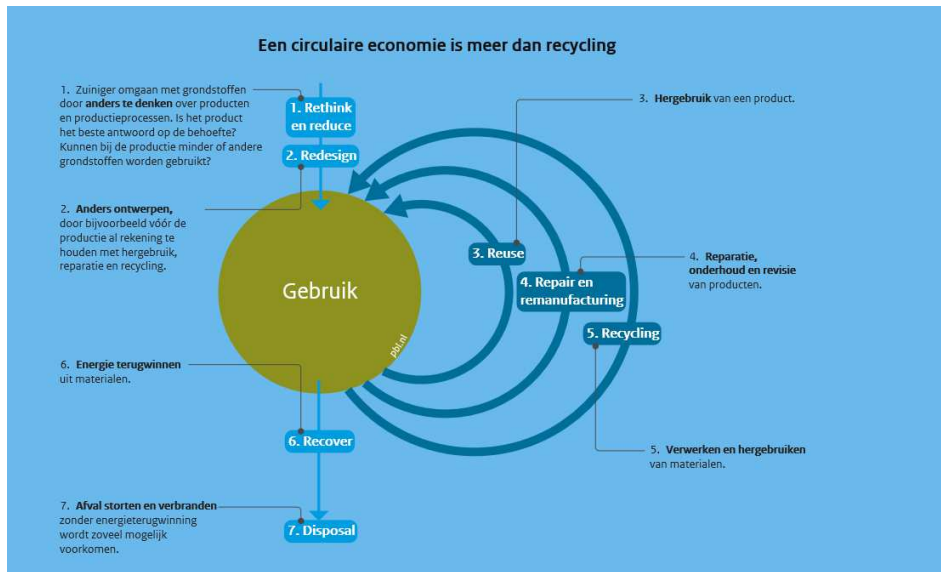 Een circulaire economie is meer dan recycling
1. Zuiniger omgaan met grondstoffen
door anders te denken over producten
en productieprocessen. Is het product
het beste antwoord op de behoefte?
Kunnen bij de productie minder of andere
grondstoffen worden gebruikt?
1. Rethink
en reduce
2. Redesign
3. Hergebruik van een product.
2. Anders ontwerpen,
door bijvoorbeeld vóór de
productie al rekening te
houden met hergebruik,
reparatie en recycling.
Gebruik
pbl.nl
3. Reuse
4. Repair en
remanufacturing
5. Recycling
4. Reparatie,
onderhoud en revisie
van producten.
6. Energie terugwinnen
uit materialen.
6. Recover
5. Verwerken en hergebruiken
van materialen.
7. Afval storten en verbranden
zonder energieterugwinning
wordt zoveel mogelijk
voorkomen.
7. Disposal